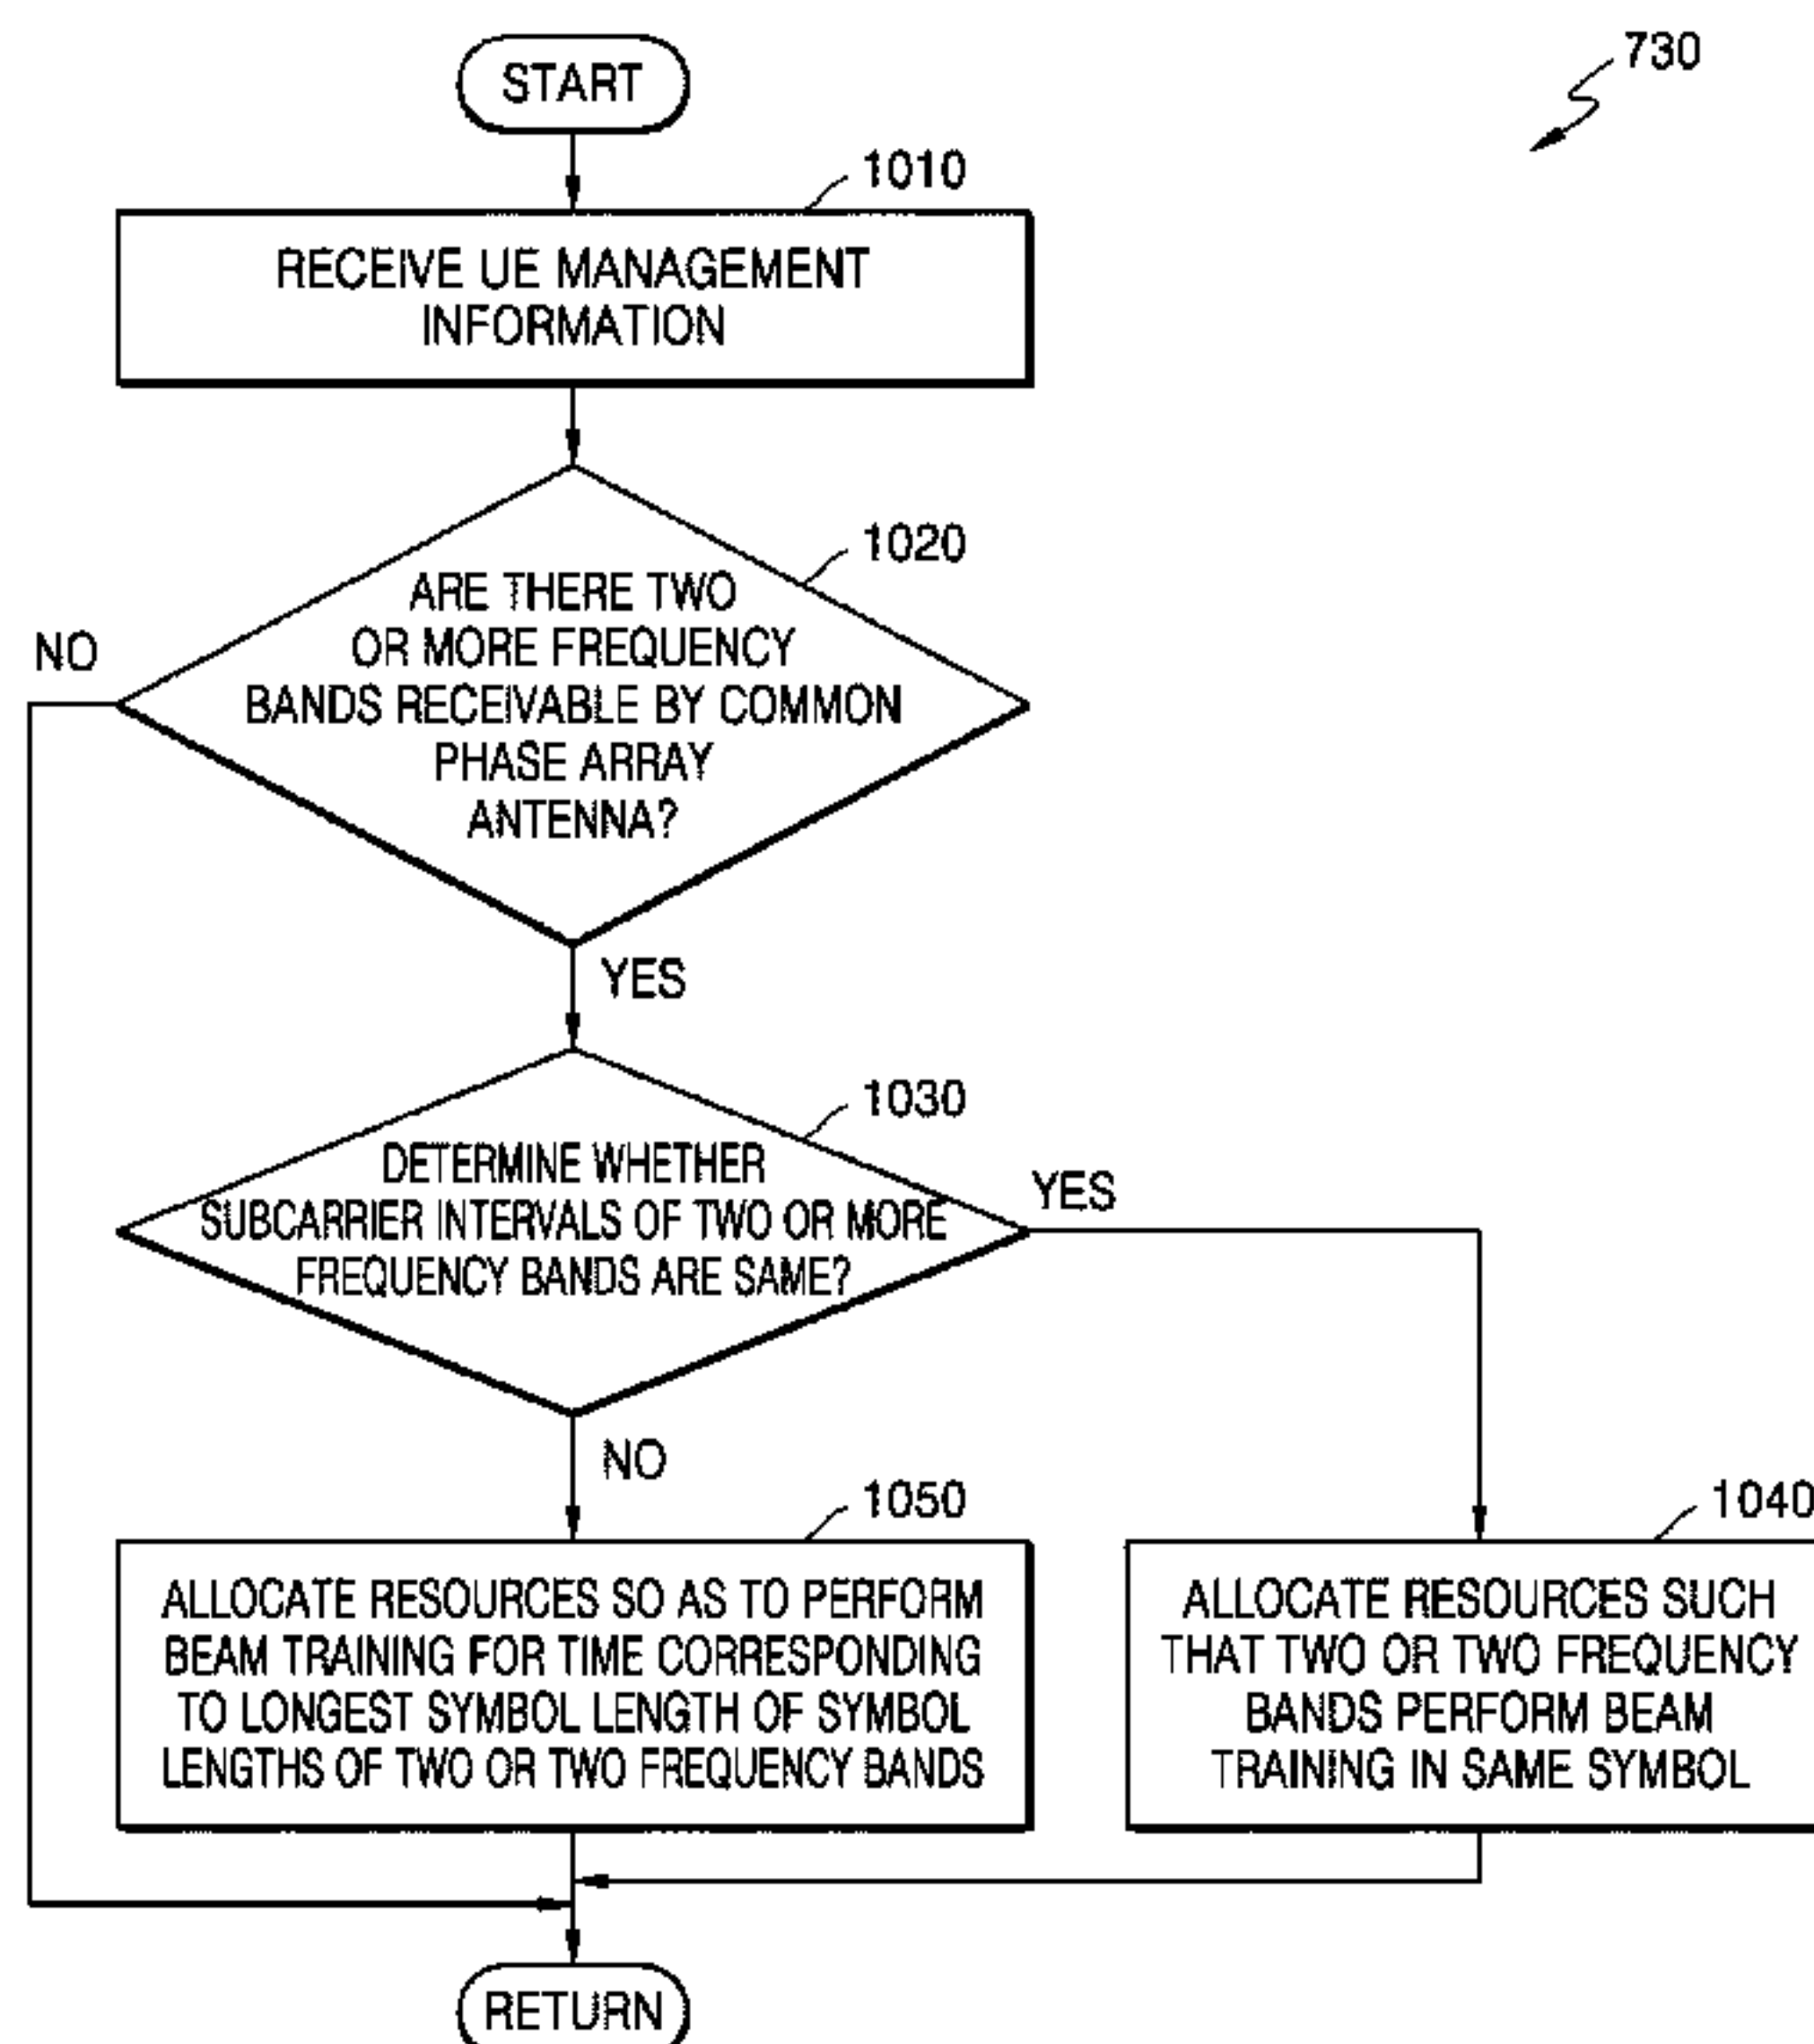 730
START
1010
RECEIVE UE MANAGEMENT
INFORMATION
1020
ARE THERE TWO
OR MORE FREQUENCY
BANDS RECEIVABLE BY COMMON
PHASE ARRAY
ANTENNA?
NO
YES
1030
DETERMINE WHETHER
SUBCARRIER INTERVALS OF TWO OR MORE
FREQUENCY BANDS ARE SAME?
YES
NO
1050
ALLOCATE RESOURCES SO AS TO PERFORM
BEAM TRAINING FOR TIME CORRESPONDING
TO LONGEST SYMBOL LENGTH OF SYMBOL
LENGTHS OF TWO OR TWO FREQUENCY BANDS
1040
ALLOCATE RESOURCES SUCH
THAT TWO OR TWO FREQUENCY
BANDS PERFORM BEAM
TRAINING IN SAME SYMBOL
RETURN